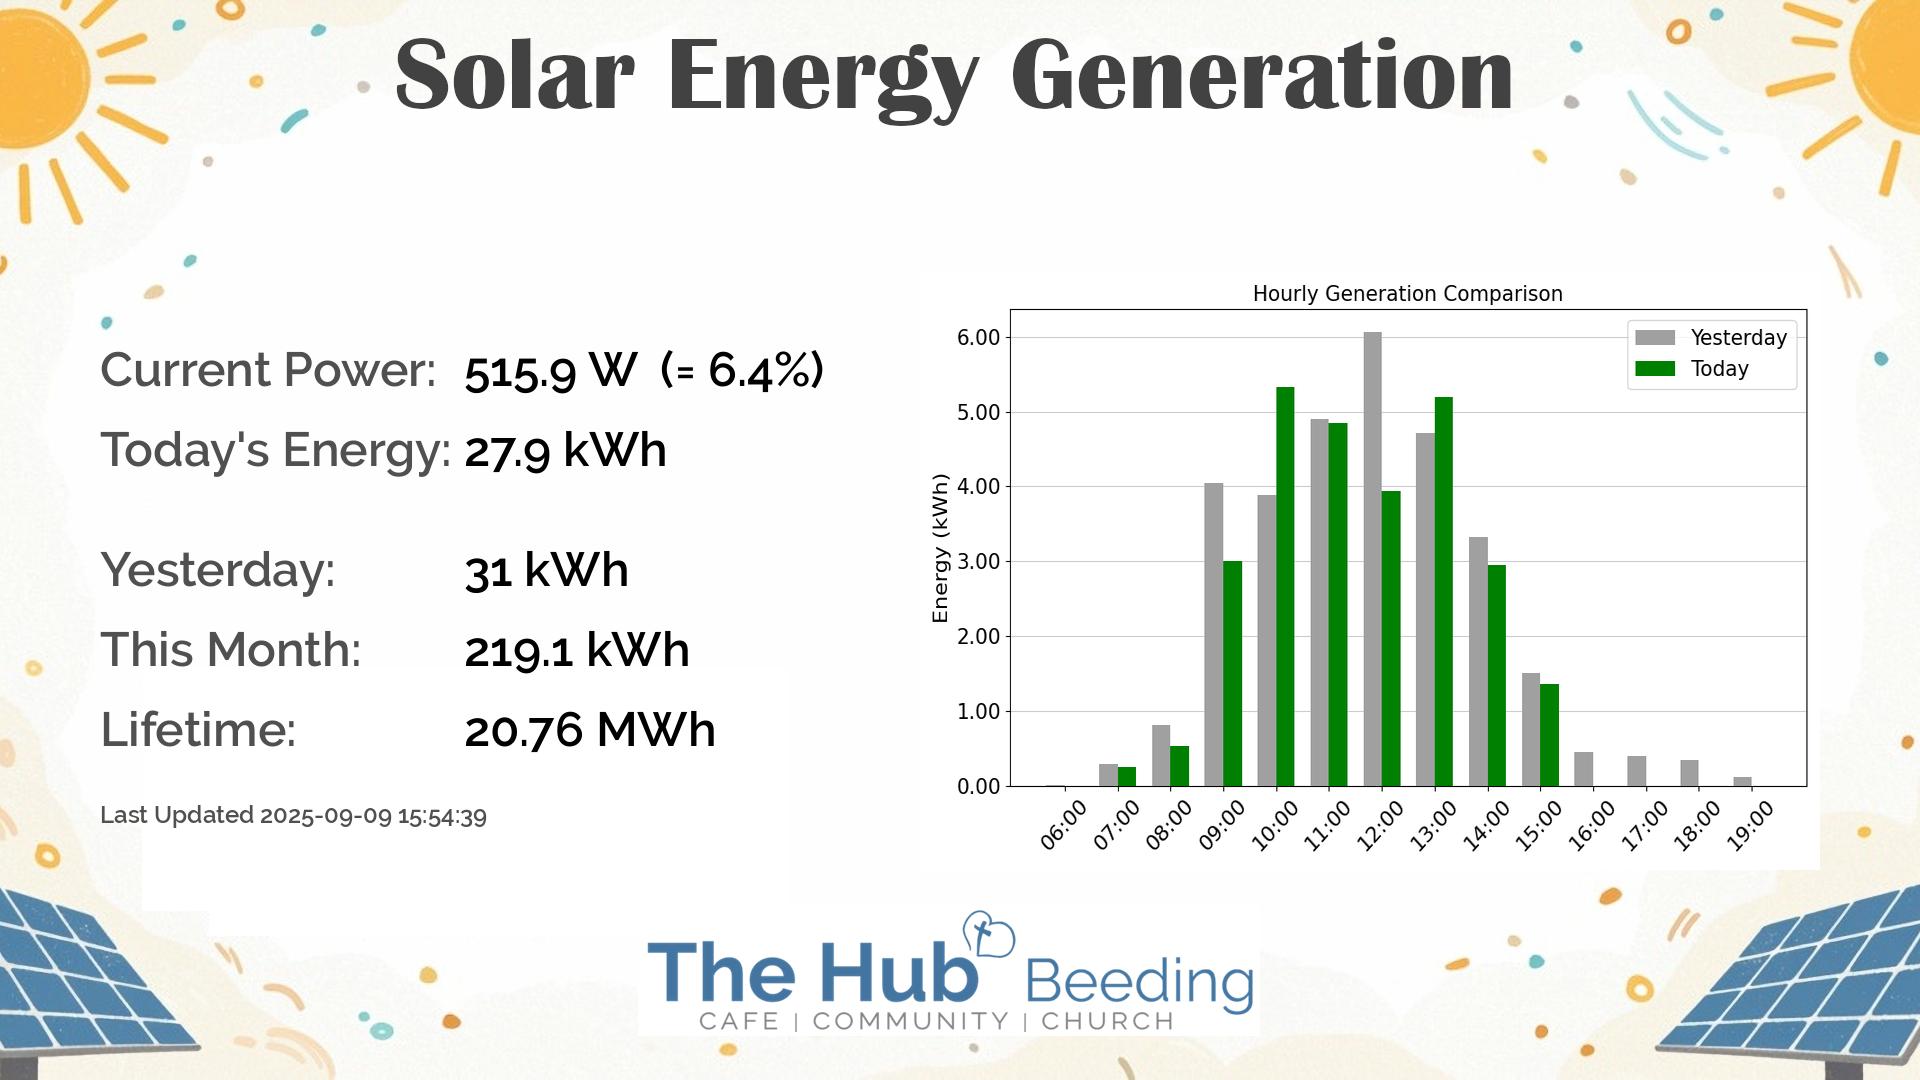 Solar Energy Generation
Current Power: 515.9 W (= 6.4%)
Today's Energy: 27.9 kWh
Yesterday: 31 kWh
This Month: 219.1 kWh
Lifetime: 20.76 MWh
Last Updated 2025-09-09 15:54:39
Hourly Generation Comparison
Yesterday
Today
Energy (kWh)
6.00
5.00
4.00
3.00
2.00
1.00
0.00
06:00 07:00 08:00 09:00 10:00 11:00 12:00 13:00 14:00 15:00 16:00 17:00 18:00 19:00
The Hub Beeding
CAFE | COMMUNITY | CHURCH